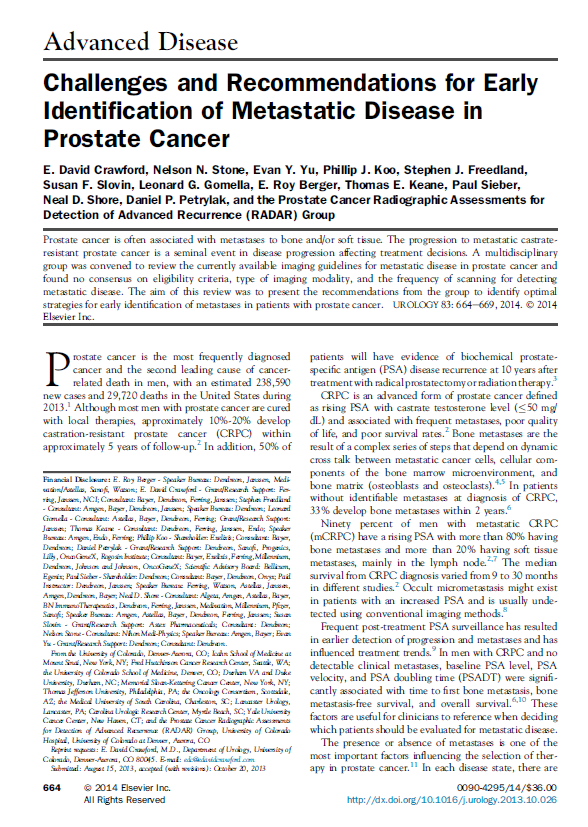 Advanced Disease
Challenges and Recommendations for Early
Identification of Metastatic Disease in
Prostate Cancer
E. David Crawford, Nelson N. Stone, Evan Y. Yu, Phillip J. Koo, Stephen J. Freedland,
Susan F. Slovin, Leonard G. Gomella, E. Roy Berger, Thomas E. Keane, Paul Sieber,
Neal D. Shore, Daniel P. Petrylak, and the Prostate Cancer Radiographic Assessments for
Detection of Advanced Recurrence (RADAR) Group
Prostate cancer is often associated with metastases to bone and/or soft tissue. The progression to metastatic castrate-
resistant prostate cancer is a seminal event in disease progression affecting treatment decisions. A multidisciplinary
group was convened to review the currently available imaging guidelines for metastatic disease in prostate cancer and
found no consensus on eligibility criteria, type of imaging modality, and the frequency of scanning for detecting
metastatic disease. The aim of this review was to present the recommendations from the group to identify optimal
strategies for early identification of metastases in patients with prostate cancer. UROLOGY 83: 664–669, 2014. © 2014
Elsevier Inc.
Prostate cancer is the most frequently diagnosed
cancer and the second leading cause of cancer-
related death in men, with an estimated 238,590
new cases and 29,720 deaths in the United States during
2013.1 Although most men with prostate cancer are cured
with local therapies, approximately 10%-20% develop
castration-resistant prostate cancer (CRPC) within
approximately 5 years of follow-up.2 In addition, 50% of
Financial Disclosure: E. Roy Berger - Speaker Bureau: Dendreon, Janssen, Medi-
vation/Astellas, Sanofi, Watson; E. David Crawford - Grant/Research Support: Fer-
ring, Janssen, NCI; Consultant: Bayer, Dendreon, Ferring, Janssen; Stephen Freedland
- Consultant: Amgen, Bayer, Dendreon, Janssen; Speaker Bureau: Dendreon; Leonard
Gomella - Consultant: Astellas, Bayer, Dendreon, Ferring; Grant/Research Support:
Janssen; Thomas Keane - Consultant: Dendreon, Ferring, Janssen, Endo; Speaker
Bureau: Amgen, Endo, Ferring; Phillip Koo - Shareholder: Exelixis; Consultant: Bayer,
Dendreon; Daniel Petrylak - Grant/Research Support: Dendreon, Sanofi, Progenics,
Lilly, OncoGeneX, Roposin Institute; Consultant: Bayer, Exelixis, Ferring, Millennium,
Dendreon, Johnson and Johnson, OncoGeneX; Scientific Advisory Board: Bellicum,
Egenix; Paul Sieber - Shareholder: Dendreon; Consultant: Bayer, Dendreon, Onyx; Paid
Instructor: Dendreon, Janssen; Speaker Bureau: Ferring, Watson, Astellas, Janssen,
Amgen, Dendreon, Bayer; Neal D. Shore - Consultant: Algeta, Amgen, Astellas, Bayer,
BN ImmunoTherapeutics, Dendreon, Ferring, Janssen, Medivation, Millennium, Pfizer,
Sanofi; Speaker Bureau: Amgen, Astellas, Bayer, Dendreon, Ferring, Janssen; Susan
Slovin - Grant/Research Support: Astex Pharmaceuticals; Consultant: Dendreon;
Nelson Stone - Consultant: Nihon Medi-Physics; Speaker Bureau: Amgen, Bayer; Evan
Yu - Grant/Research Support: Dendreon; Consultant: Dendreon.
From the University of Colorado, Denver-Aurora, CO; Icahn School of Medicine at
Mount Sinai, New York, NY; Fred Hutchinson Cancer Research Center, Seattle, WA;
the University of Colorado School of Medicine, Denver, CO; Durham VA and Duke
University, Durham, NC; Memorial Sloan-Kettering Cancer Center, New York, NY;
Thomas Jefferson University, Philadelphia, PA; the Oncology Consortium, Scottsdale,
AZ; the Medical University of South Carolina, Charleston, SC; Lancaster Urology,
Lancaster, PA; Carolina Urologic Research Center, Myrtle Beach, SC; Yale University
Cancer Center, New Haven, CT; and the Prostate Cancer Radiographic Assessments
for Detection of Advanced Recurrence (RADAR) Group, University of Colorado
Hospital, University of Colorado at Denver, Aurora, CO
Reprint requests: E. David Crawford, M.D., Department of Urology, University of
Colorado, Denver-Aurora, CO 80045. E-mail: edc@edavidcrawford.com
Submitted: August 15, 2013, accepted (with revisions): October 20, 2013
patients will have evidence of biochemical prostate-
specific antigen (PSA) disease recurrence at 10 years after
treatment with radical prostatectomy or radiation therapy.3
CRPC is an advanced form of prostate cancer defined
as rising PSA with castrate testosterone level (≤50 mg/
dL) and associated with frequent metastases, poor quality
of life, and poor survival rates.2 Bone metastases are the
result of a complex series of steps that depend on dynamic
cross talk between metastatic cancer cells, cellular com-
ponents of the bone marrow microenvironment, and
bone matrix (osteoblasts and osteoclasts).4,5 In patients
without identifiable metastases at diagnosis of CRPC,
33% develop bone metastases within 2 years.6
Ninety percent of men with metastatic CRPC
(mCRPC) have a rising PSA with more than 80% having
bone metastases and more than 20% having soft tissue
metastases, mainly in the lymph node.2,7 The median
survival from CRPC diagnosis varied from 9 to 30 months
in different studies.2 Occult micrometastasis might exist
in patients with an increased PSA and is usually unde-
tected using conventional imaging methods.8
Frequent post-treatment PSA surveillance has resulted
in earlier detection of progression and metastases and has
influenced treatment trends.9 In men with CRPC and no
detectable clinical metastases, baseline PSA level, PSA
velocity, and PSA doubling time (PSADT) were signifi-
cantly associated with time to first bone metastasis, bone
metastasis-free survival, and overall survival.6,10 These
factors are useful for clinicians to reference when deciding
which patients should be evaluated for metastatic disease.
The presence or absence of metastases is one of the
most important factors influencing the selection of ther-
apy in prostate cancer.11 In each disease state, there are
664 © 2014 Elsevier Inc.
All Rights Reserved
0090-4295/14/$36.00
http://dx.doi.org/10.1016/j.urology.2013.10.026